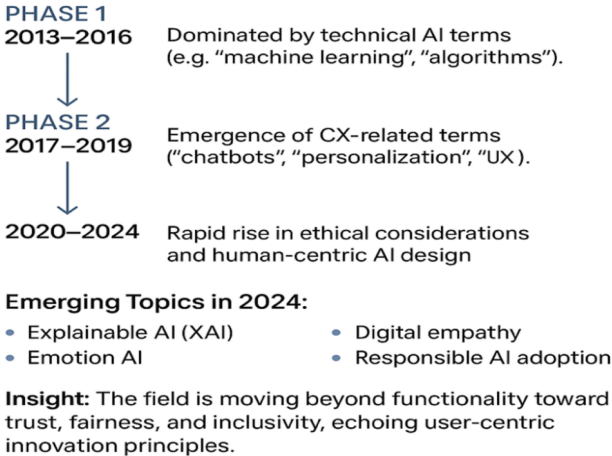 PHASE 1
2013–2016
Dominated by technical AI terms
(e.g. “machine learning”, “algorithms”).
PHASE 2
2017–2019
Emergence of CX-related terms
(“chatbots”, “personalization”, “UX ).
2020–2024
Rapid rise in ethical considerations
and human-centric AI design
Emerging Topics in 2024:
• Explainable AI (XAI)
• Emotion AI
• Digital empathy
• Responsible AI adoption
Insight: The field is moving beyond functionality toward
trust, fairness, and inclusivity, echoing user-centric
innovation principles.